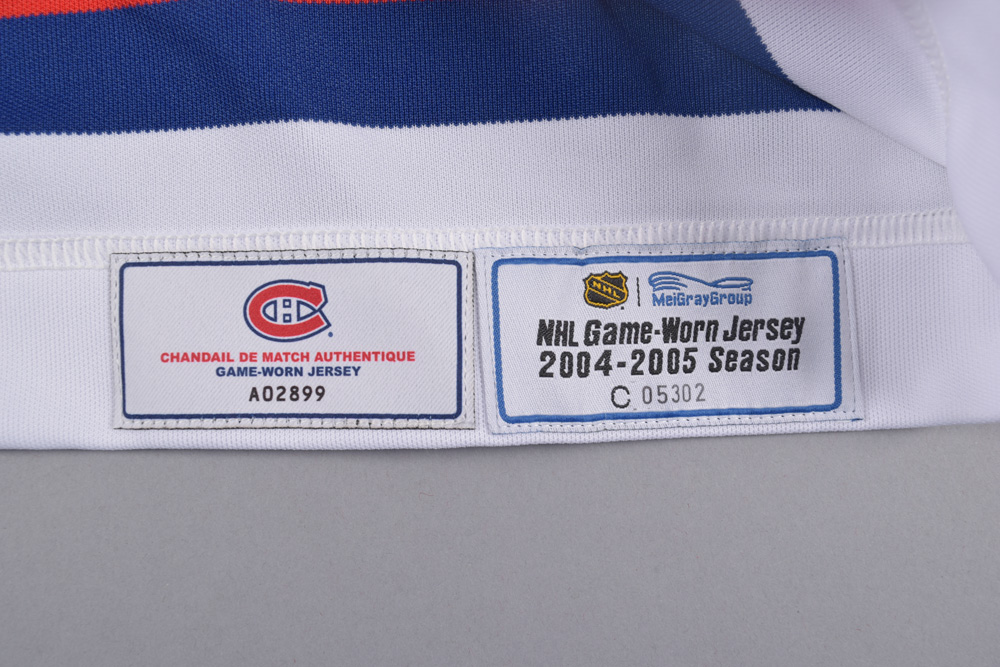 CHANDAIL DE MATCH AUTHENTIQUE
GAME-WORN JERSEY
A02899
NHL MeiGrayGroup
NHL Game-Worn Jersey
2004-2005 Season
C 05302